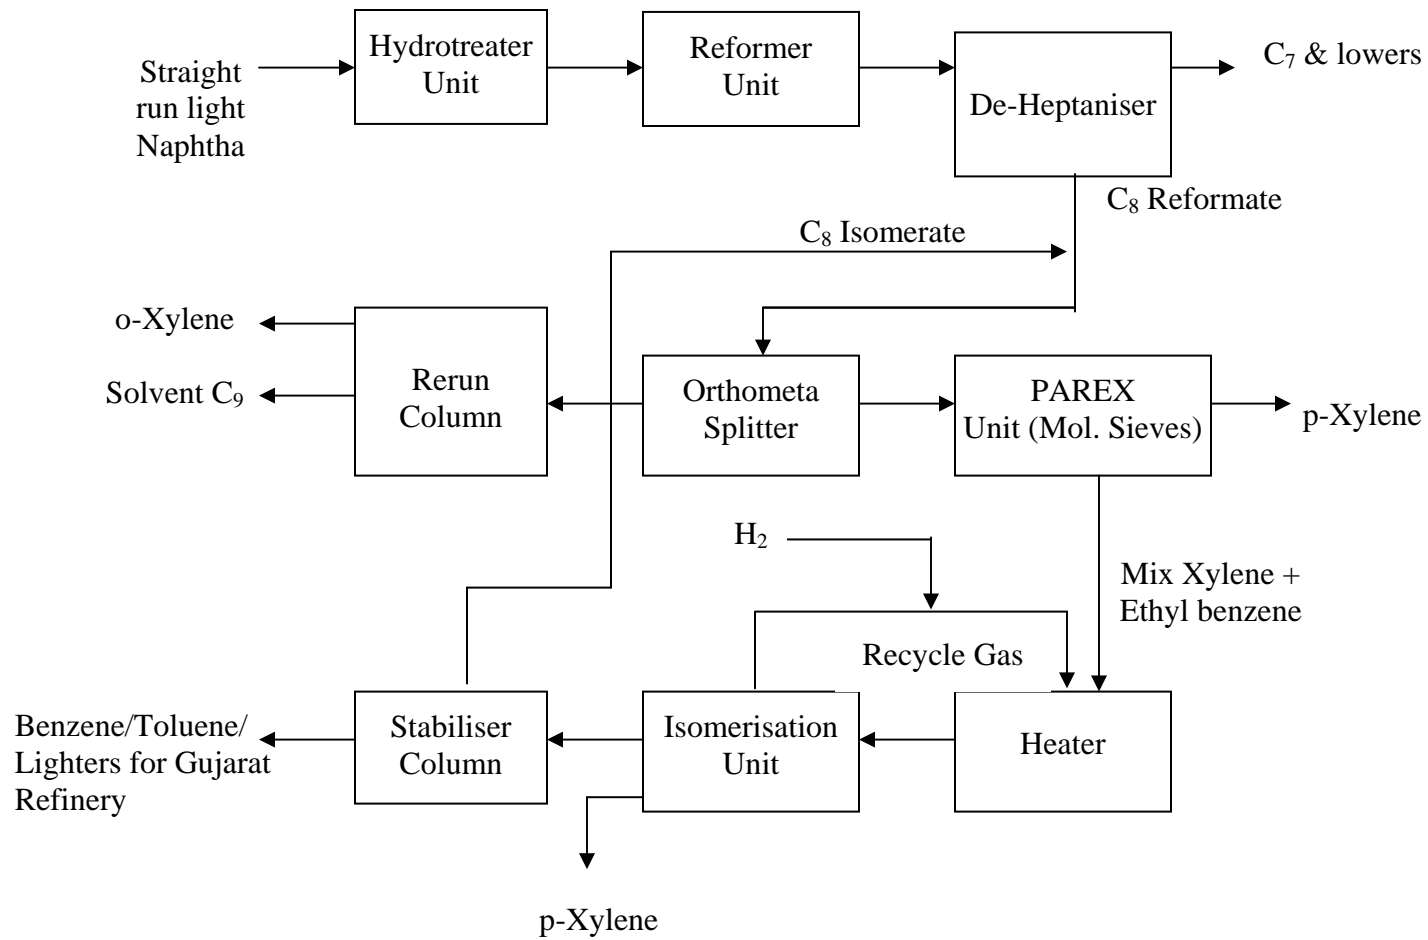 Straight
run light
Naphtha
Hydrotreater
Unit
Reformer
Unit
De-Heptaniser
C₇ & lowers
C₈ Reformate
C₈ Isomerate
o-Xylene
Solvent C₉
Rerun
Column
Orthometa
Splitter
PAREX
Unit (Mol. Sieves)
p-Xylene
H₂
Mix Xylene +
Ethyl benzene
Recycle Gas
Benzene/Toluene/
Lighters for Gujarat
Refinery
Stabiliser
Column
Isomerisation
Unit
Heater
p-Xylene